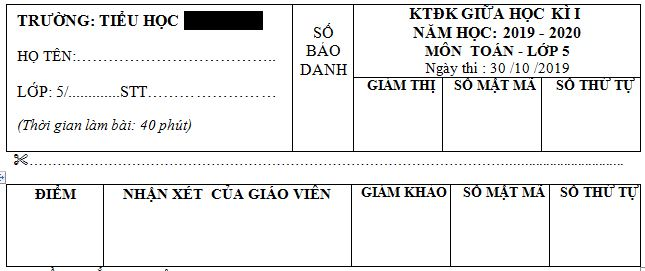 TRƯỜNG: TIỂU HỌC
HỌ TÊN:……………………………..
LỚP: 5/..............STT…………………
(Thời gian làm bài: 40 phút)
SỐ
BÁO
DANH
KTĐK GIỮA HỌC KÌ I
NĂM HỌC: 2019 - 2020
MÔN TOÁN - LỚP 5
Ngày thi : 30 /10 /2019
GIÁM THỊ SỐ MẬT MÃ SỐ THỨ TỰ
ĐIỂM NHẬN XÉT CỦA GIÁO VIÊN GIÁM KHẢO SỐ MẬT MÃ SỐ THỨ TỰ